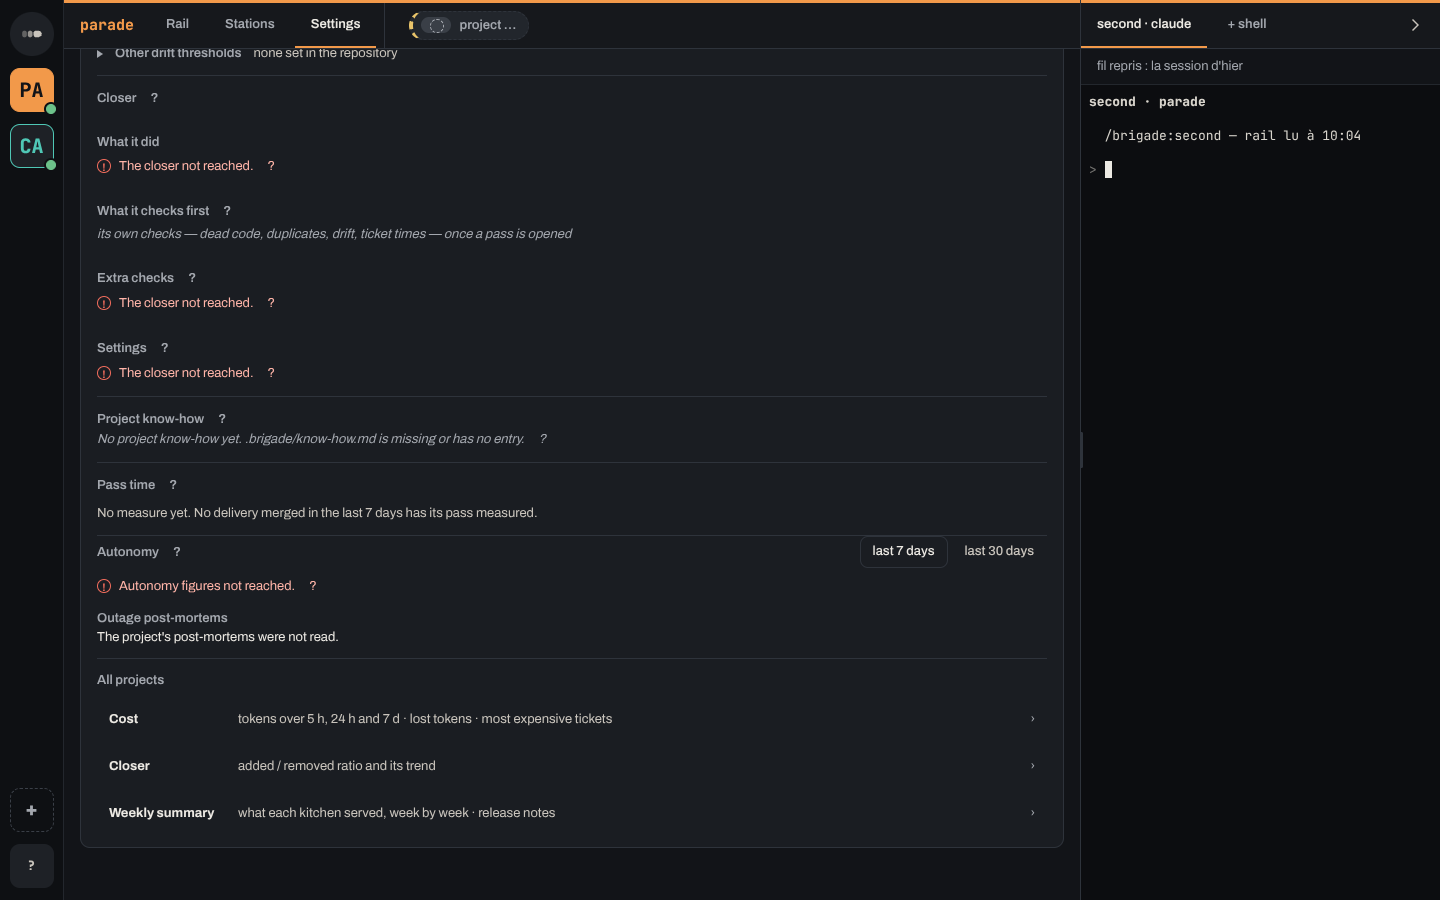 parade Rail Stations Settings project ...
second · claude + shell
PA
CA
Other drift thresholds none set in the repository
Closer ?
What it did
The closer not reached. ?
What it checks first ?
its own checks — dead code, duplicates, drift, ticket times — once a pass is opened
Extra checks ?
The closer not reached. ?
Settings ?
The closer not reached. ?
Project know-how ?
No project know-how yet. .brigade/know-how.md is missing or has no entry. ?
Pass time ?
No measure yet. No delivery merged in the last 7 days has its pass measured.
Autonomy ? last 7 days last 30 days
Autonomy figures not reached. ?
Outage post-mortems
The project's post-mortems were not read.
All projects
Cost tokens over 5 h, 24 h and 7 d · lost tokens · most expensive tickets ›
Closer added / removed ratio and its trend ›
Weekly summary what each kitchen served, week by week · release notes ›
+
?
fil repris : la session d'hier
second · parade
/brigade:second — rail lu à 10:04
>